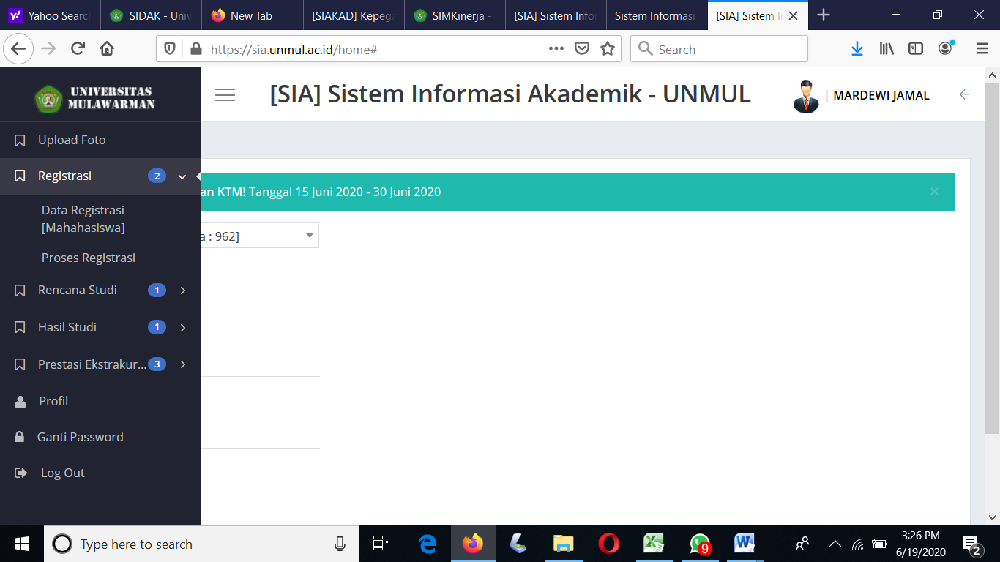 Yahoo Searc
SIDAK - Univ
New Tab
[SIAKAD] Kepeg
SIMKinerja -
[SIA] Sistem Infor
Sistem Informasi
[SIA] Sistem In
https://sia.unmul.ac.id/home#
Search
UNIVERSITAS
MULAWARMAN
[SIA] Sistem Informasi Akademik - UNMUL
| MARDEWI JAMAL
Upload Foto
Registrasi 2
an KTM! Tanggal 15 Juni 2020 - 30 Juni 2020
Data Registrasi
[Mahahasiswa]
a : 962]
Proses Registrasi
Rencana Studi 1
Hasil Studi 1
Prestasi Ekstrakur... 3
Profil
Ganti Password
Log Out
Type here to search
9
3:26 PM
6/19/2020
2